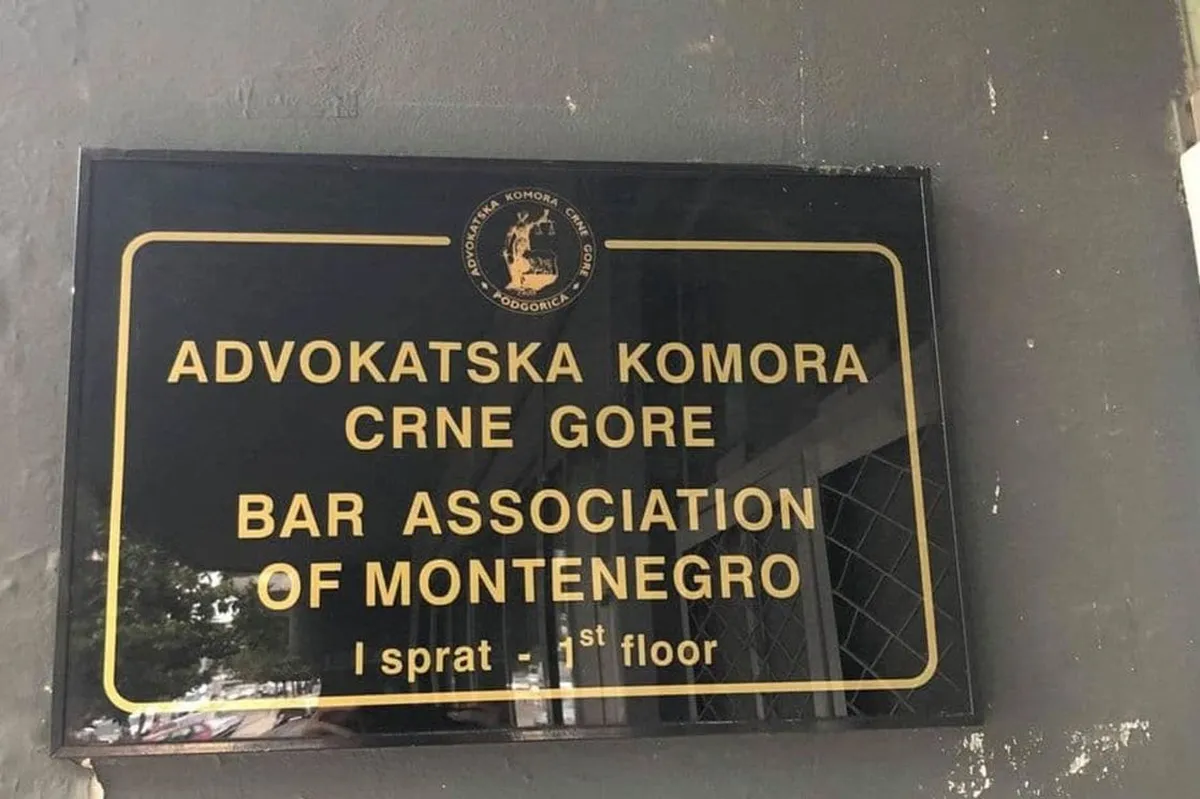 ADVOKATSKA KOMORA CRNE GORE
PODGORICA
ADVOKATSKA KOMORA
CRNE GORE
BAR ASSOCIATION
OF MONTENEGRO
I sprat - 1st floor